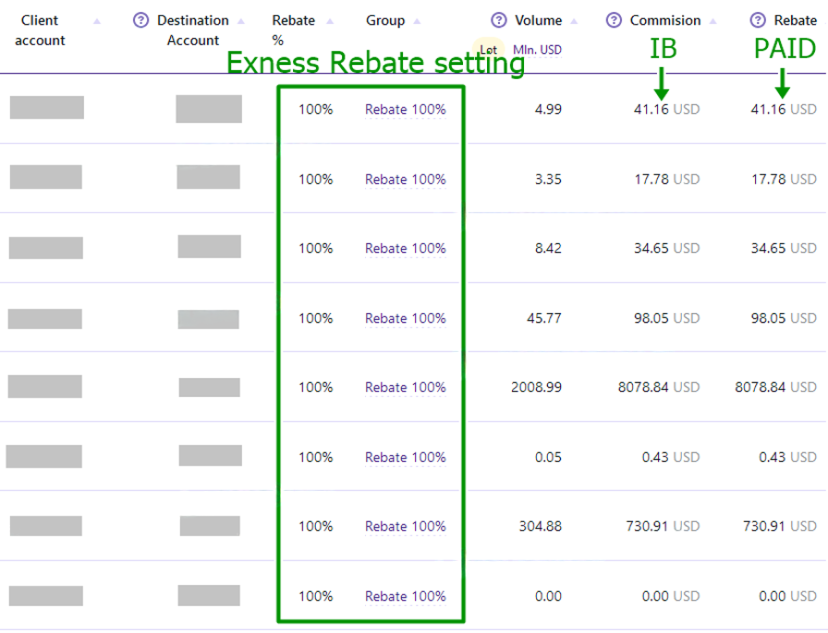 Client account
Destination Account
Rebate %
Group
Volume
Commision
Rebate
Lot Mln. USD
IB
PAID
Exness Rebate setting
100% Rebate 100% 4.99 41.16 USD 41.16 USD
100% Rebate 100% 3.35 17.78 USD 17.78 USD
100% Rebate 100% 8.42 34.65 USD 34.65 USD
100% Rebate 100% 45.77 98.05 USD 98.05 USD
100% Rebate 100% 2008.99 8078.84 USD 8078.84 USD
100% Rebate 100% 0.05 0.43 USD 0.43 USD
100% Rebate 100% 304.88 730.91 USD 730.91 USD
100% Rebate 100% 0.00 0.00 USD 0.00 USD